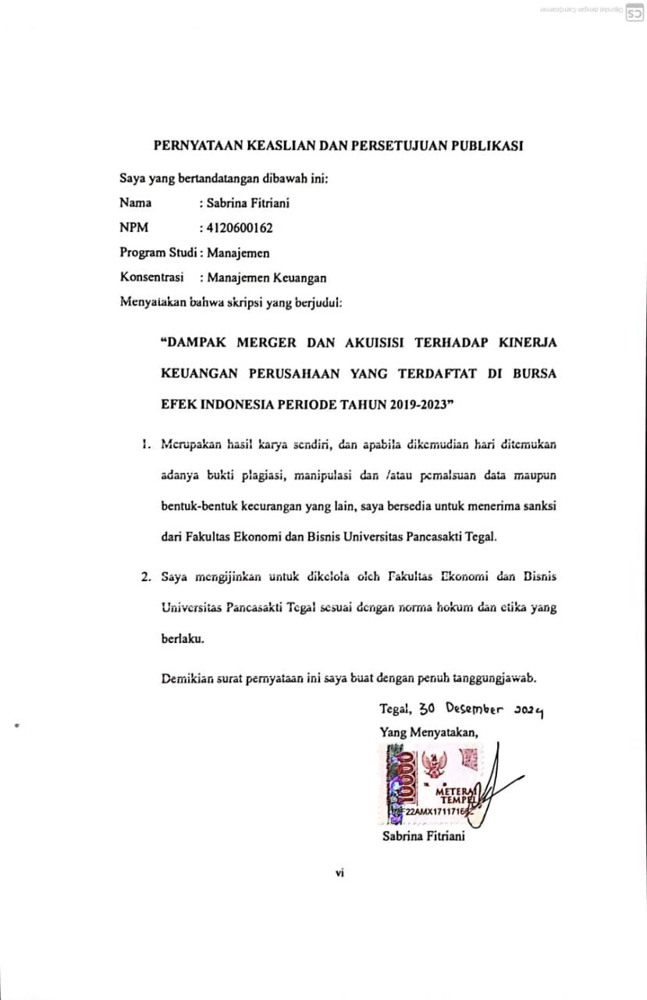 CS Dipindai dengan CamScanner
PERNYATAAN KEASLIAN DAN PERSETUJUAN PUBLIKASI
Saya yang bertandatangan dibawah ini:
Nama : Sabrina Fitriani
NPM : 4120600162
Program Studi : Manajemen
Konsentrasi : Manajemen Keuangan
Menyatakan bahwa skripsi yang berjudul:
“DAMPAK MERGER DAN AKUISISI TERHADAP KINERJA
KEUANGAN PERUSAHAAN YANG TERDAFTAT DI BURSA
EFEK INDONESIA PERIODE TAHUN 2019-2023”
1. Merupakan hasil karya sendiri, dan apabila dikemudian hari ditemukan
adanya bukti plagiasi, manipulasi dan /atau pemalsuan data maupun
bentuk-bentuk kecurangan yang lain, saya bersedia untuk menerima sanksi
dari Fakultas Ekonomi dan Bisnis Universitas Pancasakti Tegal.
2. Saya mengijinkan untuk dikelola oleh Fakultas Ekonomi dan Bisnis
Universitas Pancasakti Tegal sesuai dengan norma hokum dan etika yang
berlaku.
Demikian surat pernyataan ini saya buat dengan penuh tanggungjawab.
Tegal, 30 Desember 2024
Yang Menyatakan,
10000
METERAI
TEMPEL
Sabrina Fitriani
vi